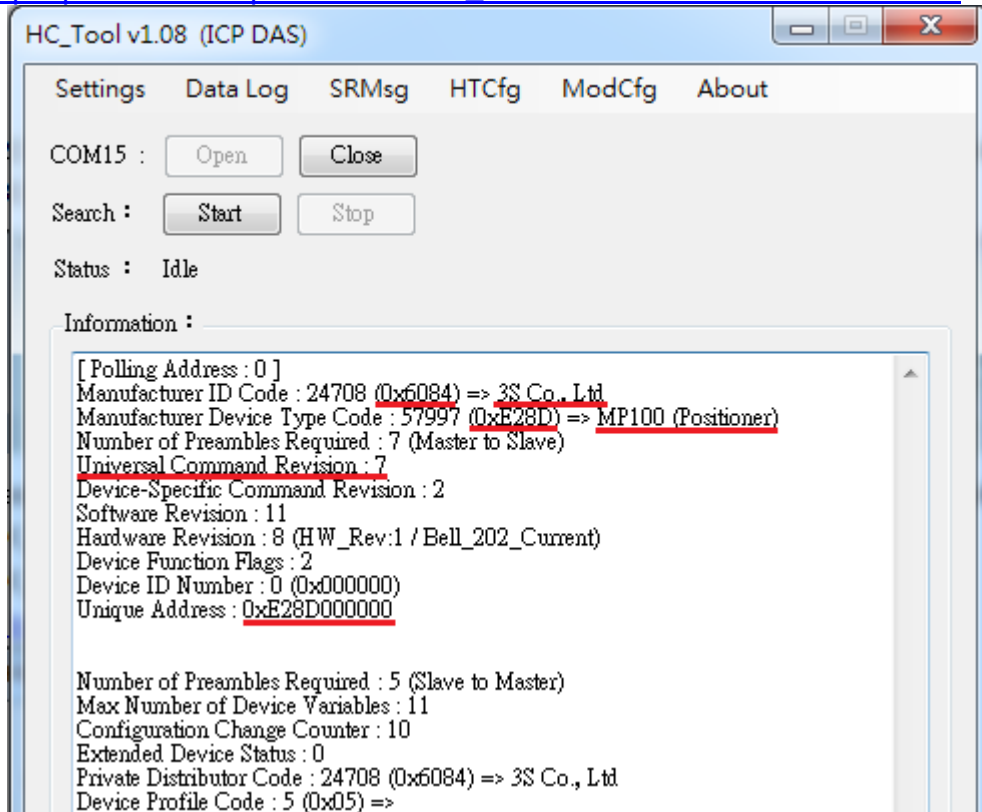 HC_Tool v1.08 (ICP DAS)
Settings Data Log SRMsg HTCfg ModCfg About
COM15 : Open Close
Search : Start Stop
Status : Idle
Information :
[ Polling Address : 0 ]
Manufacturer ID Code : 24708 (0x6084) => 3S Co., Ltd
Manufacturer Device Type Code : 57997 (0xE28D) => MP100 (Positioner)
Number of Preambles Required : 7 (Master to Slave)
Universal Command Revision : 7
Device-Specific Command Revision : 2
Software Revision : 11
Hardware Revision : 8 (HW_Rev:1 / Bell_202_Current)
Device Function Flags : 2
Device ID Number : 0 (0x000000)
Unique Address : 0xE28D000000
Number of Preambles Required : 5 (Slave to Master)
Max Number of Device Variables : 11
Configuration Change Counter : 10
Extended Device Status : 0
Private Distributor Code : 24708 (0x6084) => 3S Co., Ltd
Device Profile Code : 5 (0x05) =>